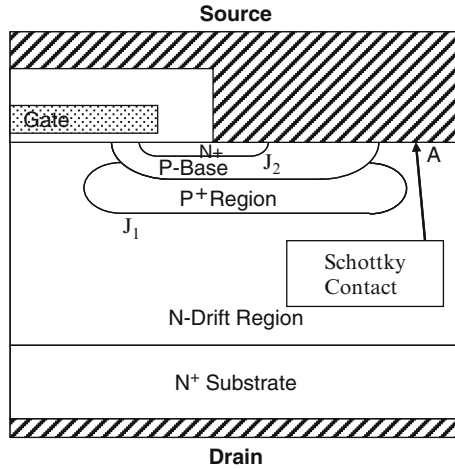 Source
Gate
N+
A
P-Base
J2
P+ Region
J1
Schottky
Contact
N-Drift Region
N+ Substrate
Drain